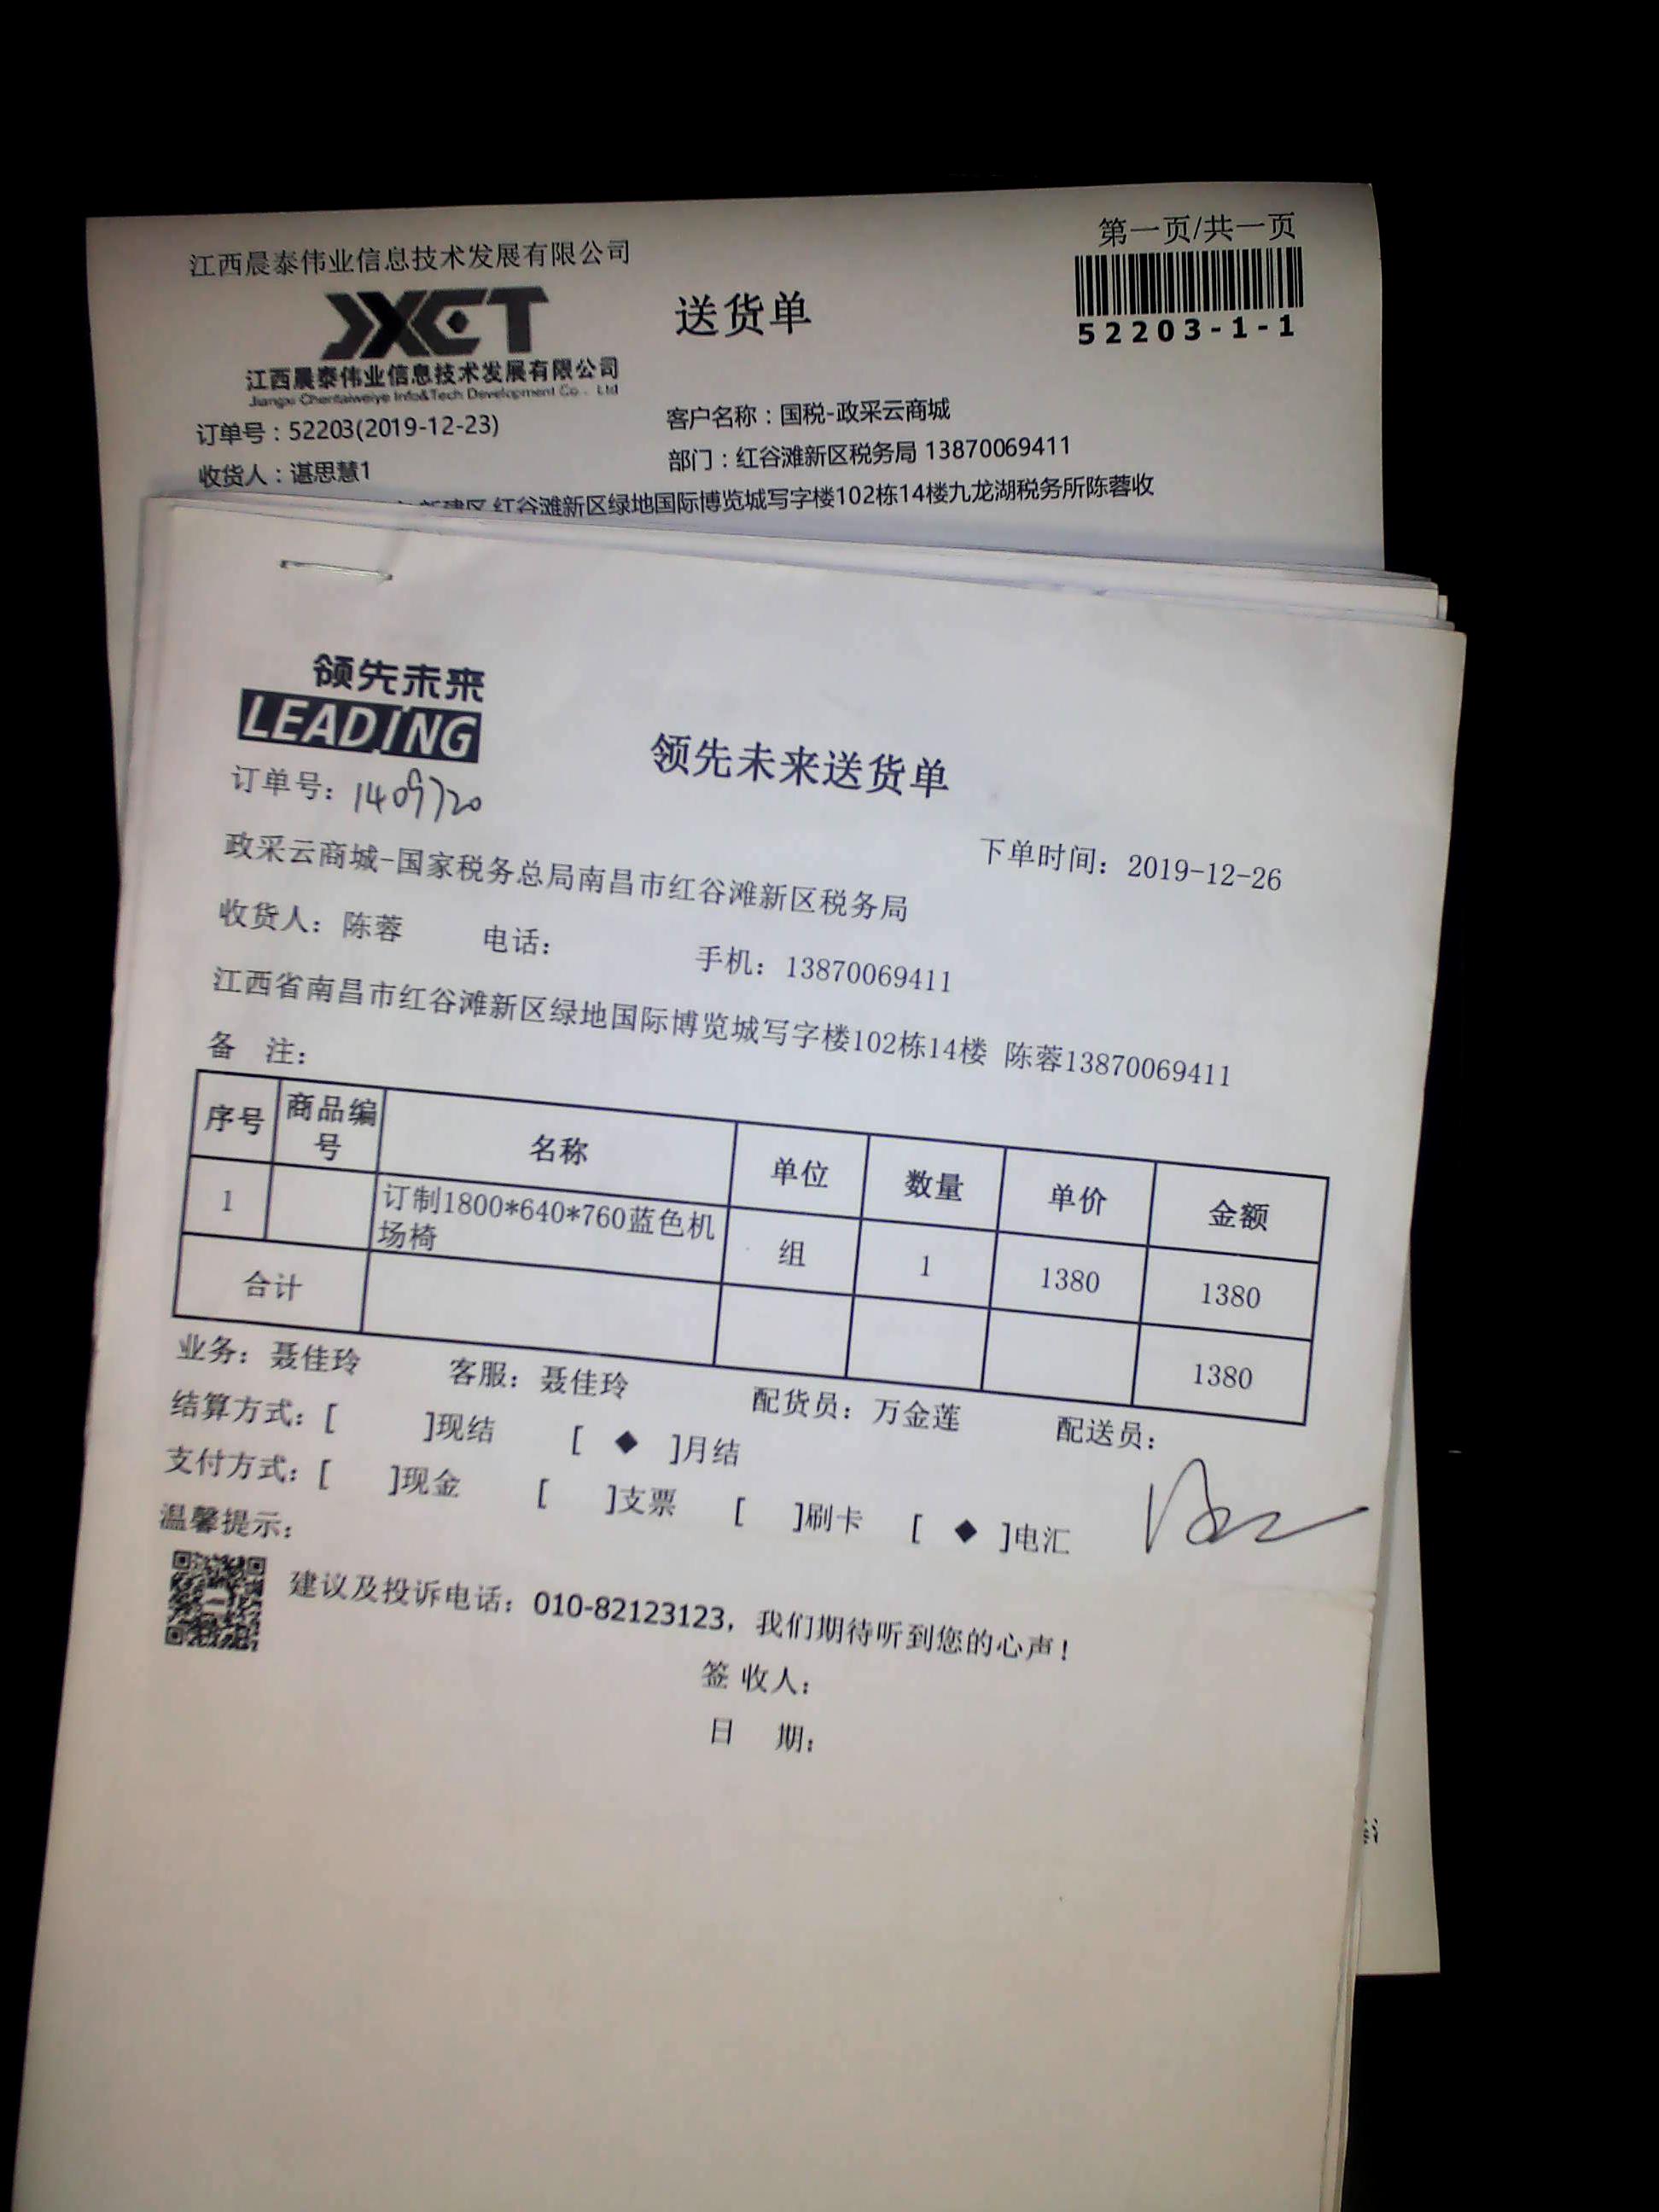 江西晨泰伟业信息技术发展有限公司
第一页/共一页
JXCT
送货单
52203-1-1
江西晨泰伟业信息技术发展有限公司
Jiangxi Chentaiweiye Info&Tech Development Co., Ltd
订单号：52203(2019-12-23)
客户名称：国税-政采云商城
收货人：谌思慧1
部门：红谷滩新区税务局 13870069411
新建区 红谷滩新区绿地国际博览城写字楼102栋14楼九龙湖税务所陈蓉收
领先未来
LEADING
领先未来送货单
订单号：1409720
下单时间：2019-12-26
政采云商城-国家税务总局南昌市红谷滩新区税务局
收货人：陈蓉 电话： 手机：13870069411
江西省南昌市红谷滩新区绿地国际博览城写字楼102栋14楼 陈蓉13870069411
备 注：
序号 商品编号 名称 单位 数量 单价 金额
1 订制1800*640*760蓝色机场椅 组 1 1380 1380
合计 1380
业务：聂佳玲 客服：聂佳玲 配货员：万金莲 配送员：
结算方式：[ ]现结 [ ◆ ]月结
支付方式：[ ]现金 [ ]支票 [ ]刷卡 [ ◆ ]电汇
温馨提示：
建议及投诉电话：010-82123123，我们期待听到您的心声！
签 收人：
日 期：